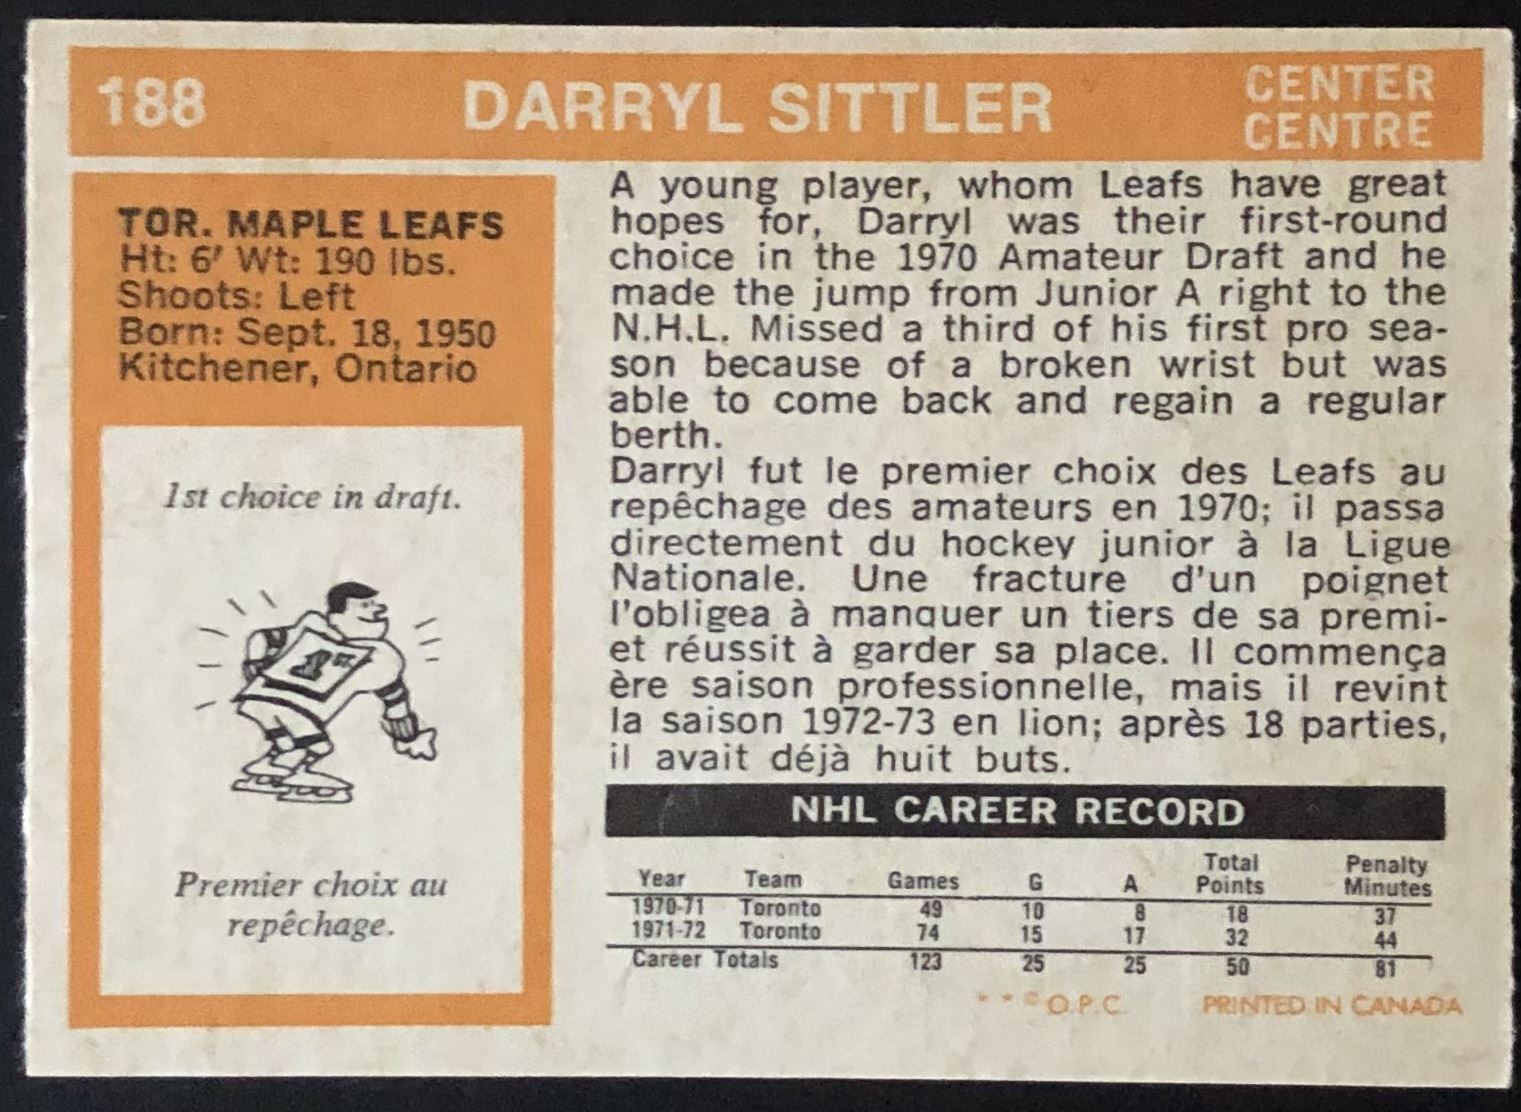 188
DARRYL SITTLER
CENTER
CENTRE
TOR. MAPLE LEAFS
Ht: 6' Wt: 190 lbs.
Shoots: Left
Born: Sept. 18, 1950
Kitchener, Ontario
1st choice in draft.
1ST
Premier choix au
repêchage.
A young player, whom Leafs have great
hopes for, Darryl was their first-round
choice in the 1970 Amateur Draft and he
made the jump from Junior A right to the
N.H.L. Missed a third of his first pro sea-
son because of a broken wrist but was
able to come back and regain a regular
berth.
Darryl fut le premier choix des Leafs au
repêchage des amateurs en 1970; il passa
directement du hockey junior à la Ligue
Nationale. Une fracture d'un poignet
l'obligea à manquer un tiers de sa premi-
et réussit à garder sa place. Il commença
ère saison professionnelle, mais il revint
la saison 1972-73 en lion; après 18 parties,
il avait déjà huit buts.
NHL CAREER RECORD
Year Team Games G A Total Points Penalty Minutes
1970-71 Toronto 49 10 8 18 37
1971-72 Toronto 74 15 17 32 44
Career Totals 123 25 25 50 81
* * © O.P.C. PRINTED IN CANADA